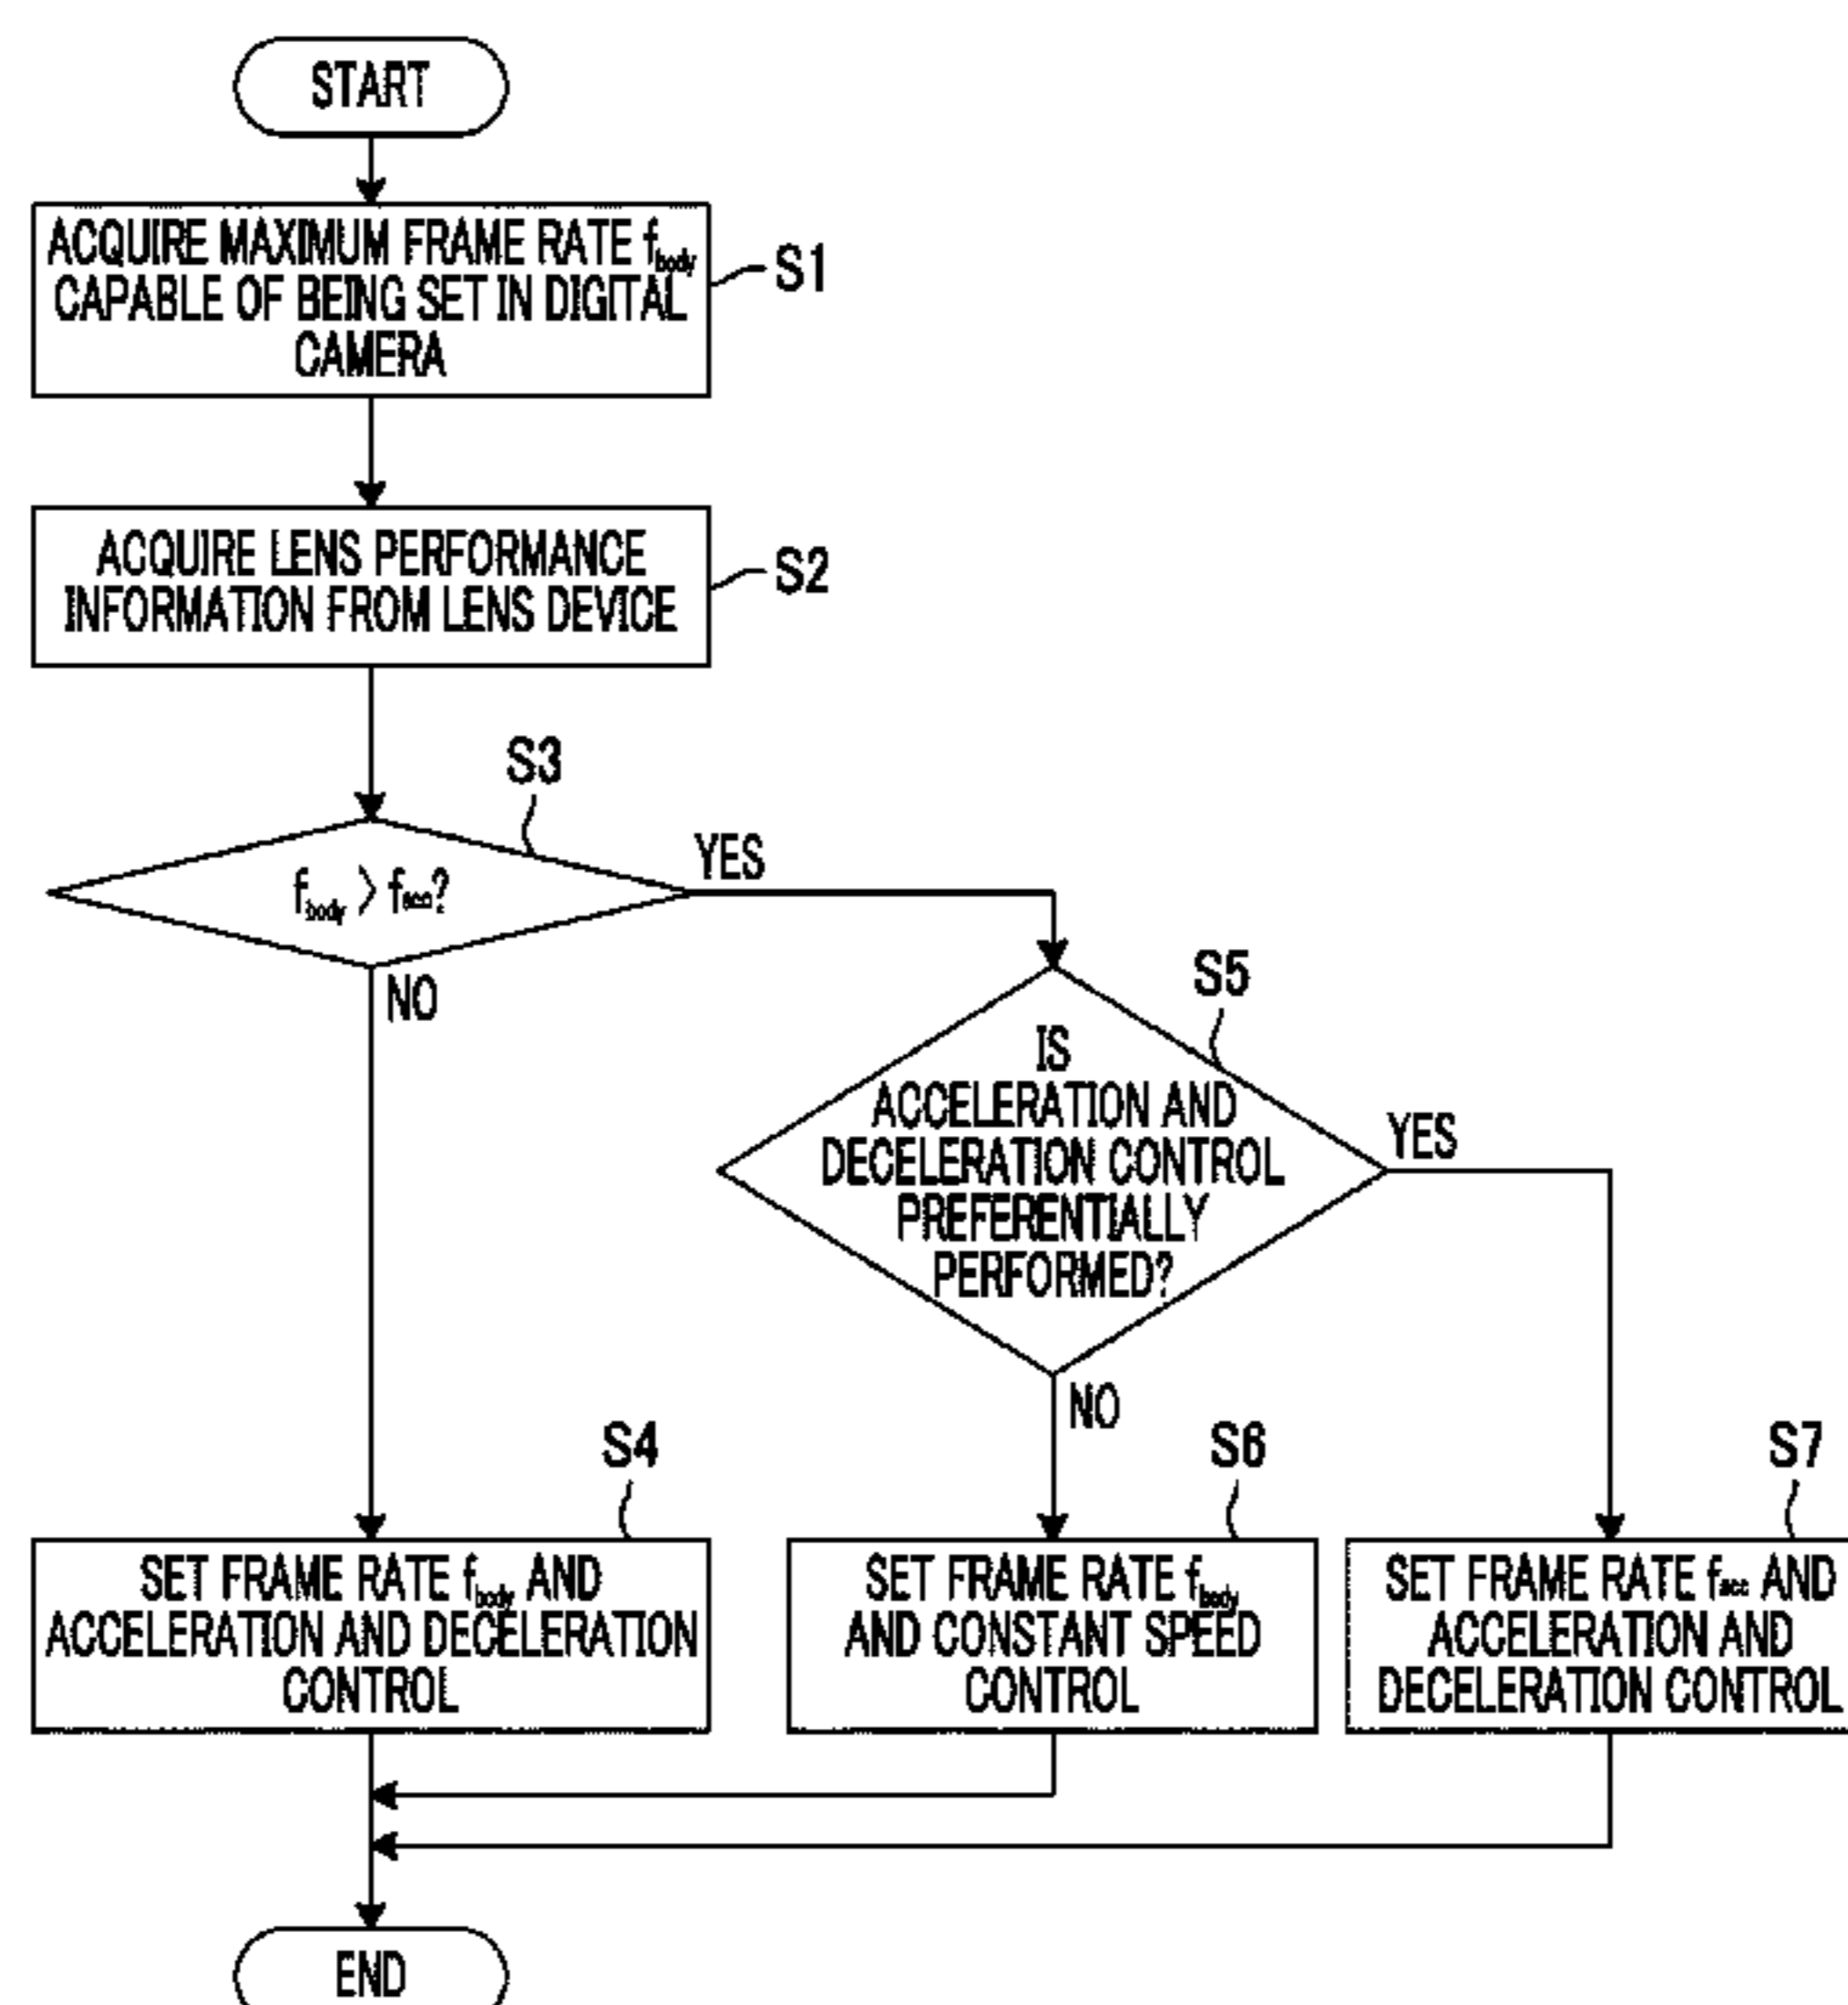 START
ACQUIRE MAXIMUM FRAME RATE fbody
CAPABLE OF BEING SET IN DIGITAL
CAMERA
S1
ACQUIRE LENS PERFORMANCE
INFORMATION FROM LENS DEVICE
S2
S3
fbody > facc?
YES
NO
S5
IS
ACCELERATION AND
DECELERATION CONTROL
PREFERENTIALLY
PERFORMED?
YES
NO
S4
SET FRAME RATE fbody AND
ACCELERATION AND DECELERATION
CONTROL
S6
SET FRAME RATE fbody
AND CONSTANT SPEED
CONTROL
S7
SET FRAME RATE facc AND
ACCELERATION AND
DECELERATION CONTROL
END